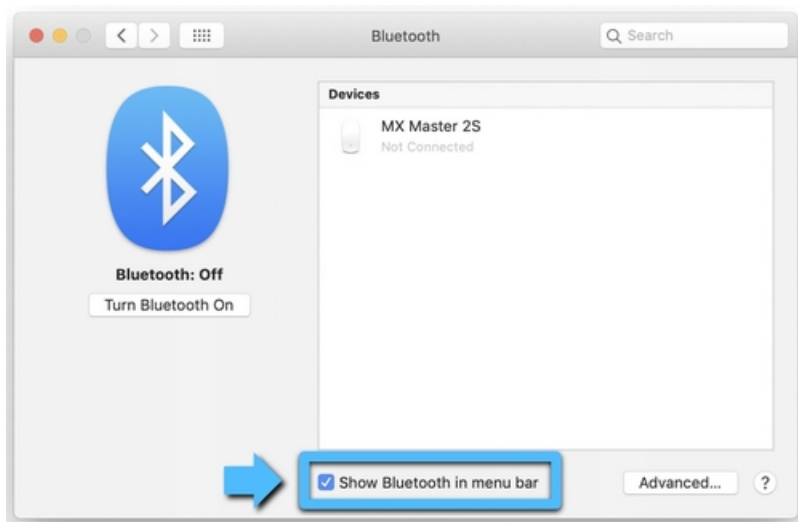 Bluetooth
Search
Devices
MX Master 2S
Not Connected
Bluetooth: Off
Turn Bluetooth On
Show Bluetooth in menu bar
Advanced...
?